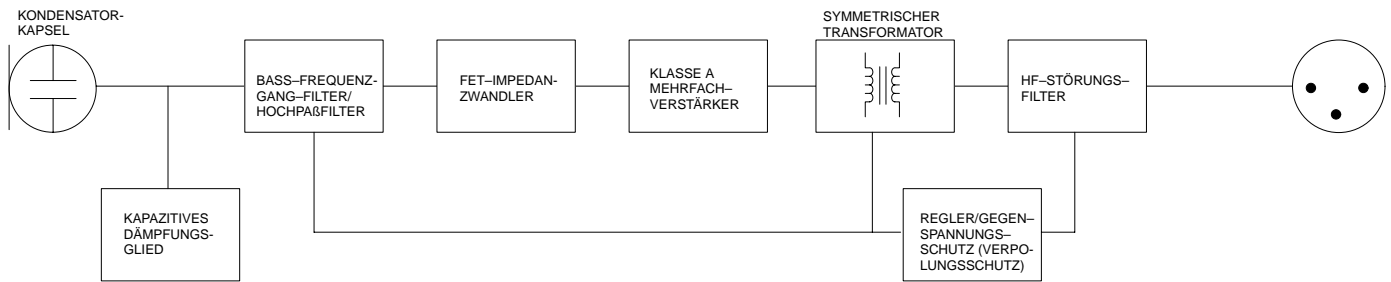 KONDENSATOR-
KAPSEL
BASS–FREQUENZ-
GANG–FILTER/
HOCHPAßFILTER
FET–IMPEDAN-
ZWANDLER
KLASSE A
MEHRFACH–
VERSTÄRKER
SYMMETRISCHER
TRANSFORMATOR
HF–STÖRUNGS–
FILTER
KAPAZITIVES
DÄMPFUNGS-
GLIED
REGLER/GEGEN–
SPANNUNGS–
SCHUTZ (VERPO-
LUNGSSCHUTZ)